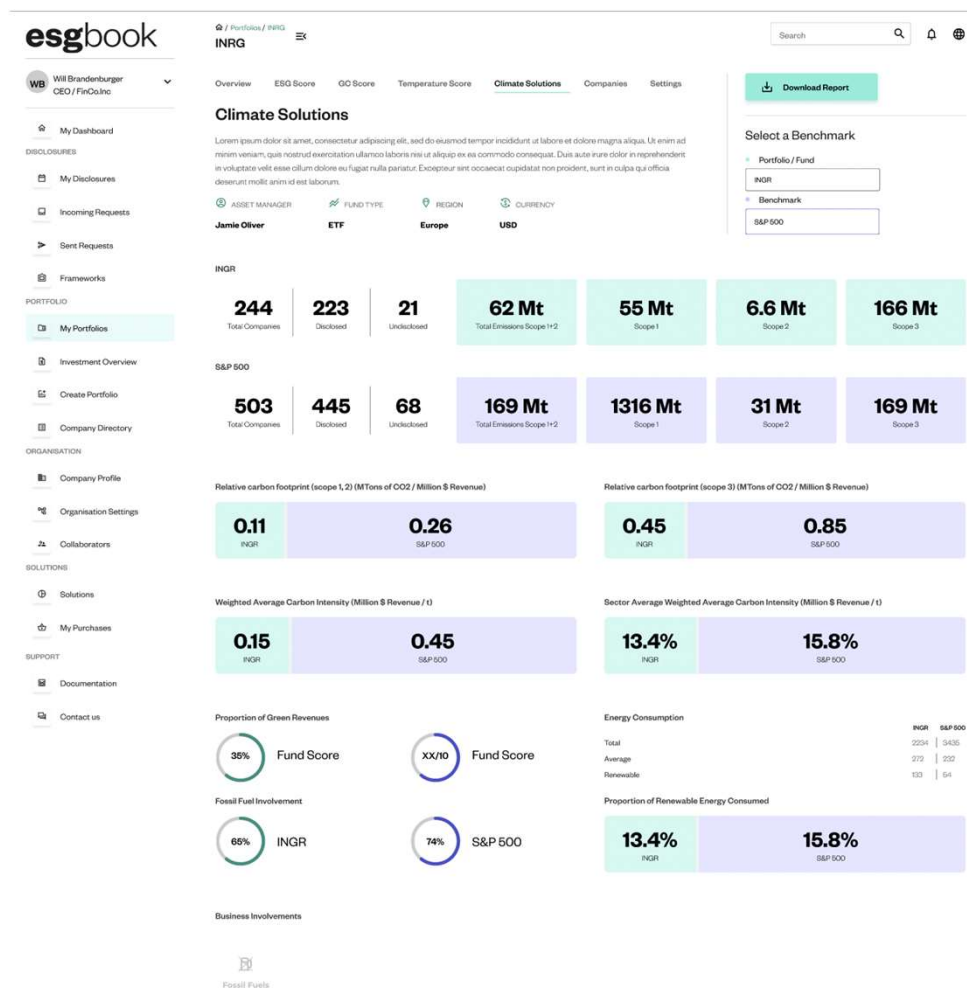 esgbook
WB
Will Brandenburger
CEO / FinCo.Inc
My Dashboard
DISCLOSURES
My Disclosures
Incoming Requests
Sent Requests
Frameworks
PORTFOLIO
My Portfolios
Investment Overview
Create Portfolio
Company Directory
ORGANISATION
Company Profile
Organisation Settings
Collaborators
SOLUTIONS
Solutions
My Purchases
SUPPORT
Documentation
Contact us
/ Portfolios / INRG
INRG
Search
Overview ESG Score GC Score Temperature Score Climate Solutions Companies Settings
Climate Solutions
Lorem ipsum dolor sit amet, consectetur adipiscing elit, sed do eiusmod tempor incididunt ut labore et dolore magna aliqua. Ut enim ad
minim veniam, quis nostrud exercitation ullamco laboris nisi ut aliquip ex ea commodo consequat. Duis aute irure dolor in reprehenderit
in voluptate velit esse cillum dolore eu fugiat nulla pariatur. Excepteur sint occaecat cupidatat non proident, sunt in culpa qui officia
deserunt mollit anim id est laborum.
ASSET MANAGER FUND TYPE REGION CURRENCY
Jamie Oliver ETF Europe USD
Download Report
Select a Benchmark
Portfolio / Fund
INGR
Benchmark
S&P 500
INGR
244 223 21 62 Mt 55 Mt 6.6 Mt 166 Mt
Total Companies Disclosed Undisclosed Total Emissions Scope 1+2 Scope 1 Scope 2 Scope 3
S&P 500
503 445 68 169 Mt 1316 Mt 31 Mt 169 Mt
Total Companies Disclosed Undisclosed Total Emissions Scope 1+2 Scope 1 Scope 2 Scope 3
Relative carbon footprint (scope 1, 2) (MTons of CO2 / Million $ Revenue)
0.11 0.26
INGR S&P 500
Relative carbon footprint (scope 3) (MTons of CO2 / Million $ Revenue)
0.45 0.85
INGR S&P 500
Weighted Average Carbon Intensity (Million $ Revenue / t)
0.15 0.45
INGR S&P 500
Sector Average Weighted Average Carbon Intensity (Million $ Revenue / t)
13.4% 15.8%
INGR S&P 500
Proportion of Green Revenues
35% Fund Score XX/10 Fund Score
Fossil Fuel Involvement
65% INGR 74% S&P 500
Energy Consumption
INGR S&P 500
Total 2234 3435
Average 272 232
Renewable 133 54
Proportion of Renewable Energy Consumed
13.4% 15.8%
INGR S&P 500
Business Involvements
Fossil Fuels